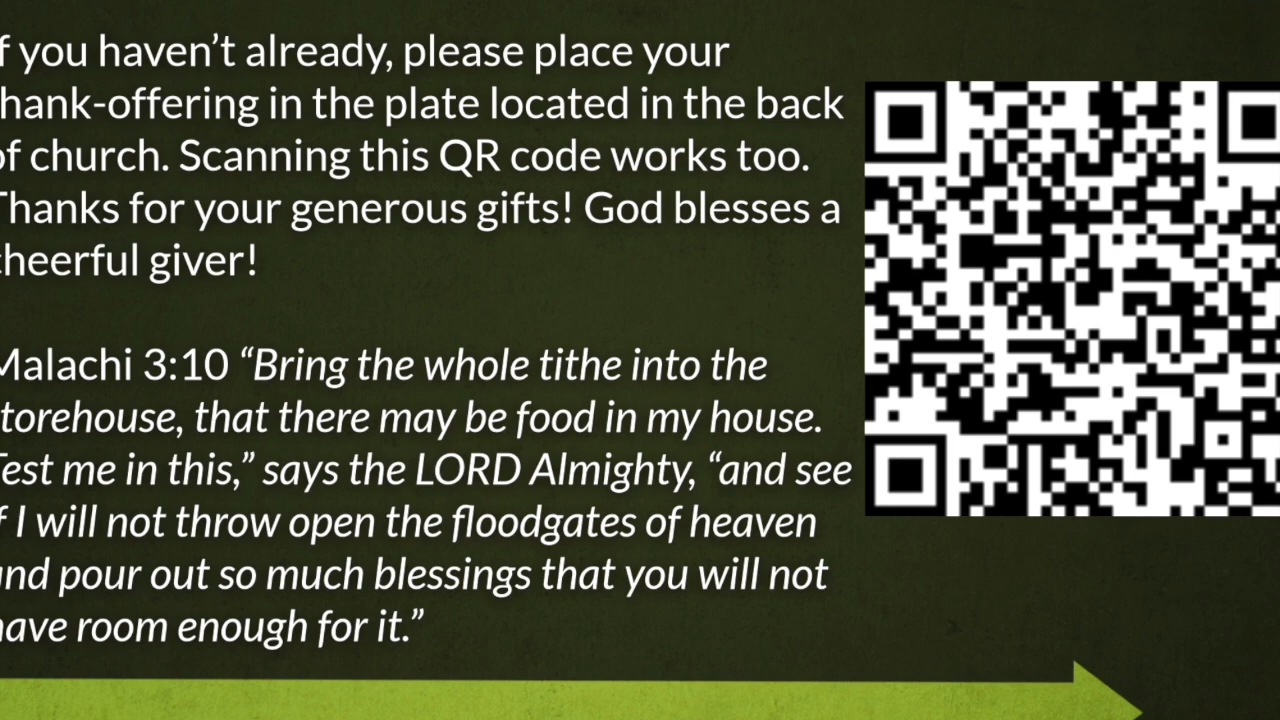 f you haven’t already, please place your
hank-offering in the plate located in the back
of church. Scanning this QR code works too.
Thanks for your generous gifts! God blesses a
cheerful giver!
Malachi 3:10 “Bring the whole tithe into the
torehouse, that there may be food in my house.
Test me in this,” says the LORD Almighty, “and see
f I will not throw open the floodgates of heaven
and pour out so much blessings that you will not
have room enough for it.”